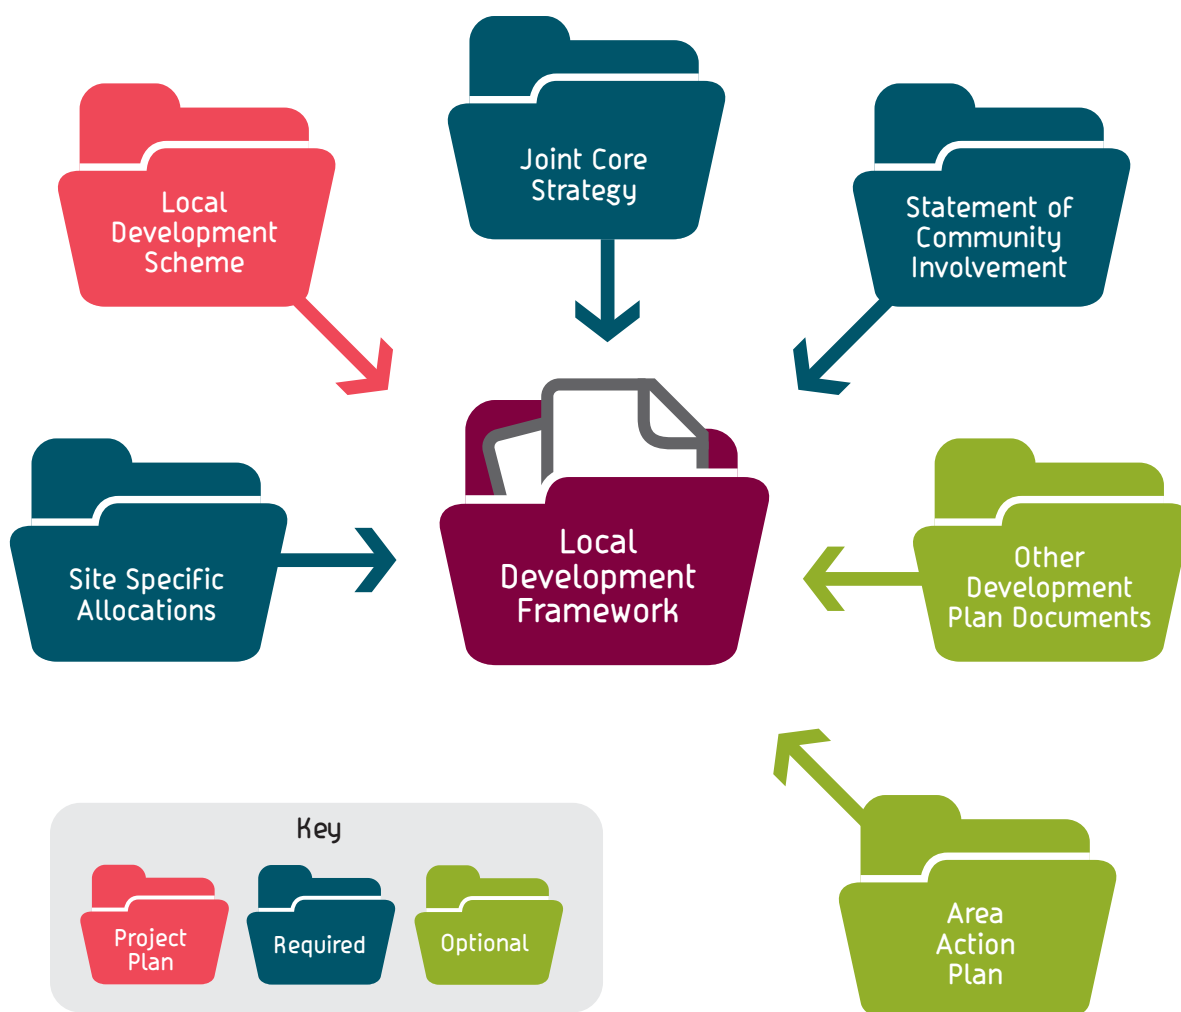 Joint Core
Strategy
Local
Development
Scheme
Statement of
Community
Involvement
Local
Development
Framework
Site Specific
Allocations
Other
Development
Plan Documents
Key
Project
Plan
Required
Optional
Area
Action
Plan